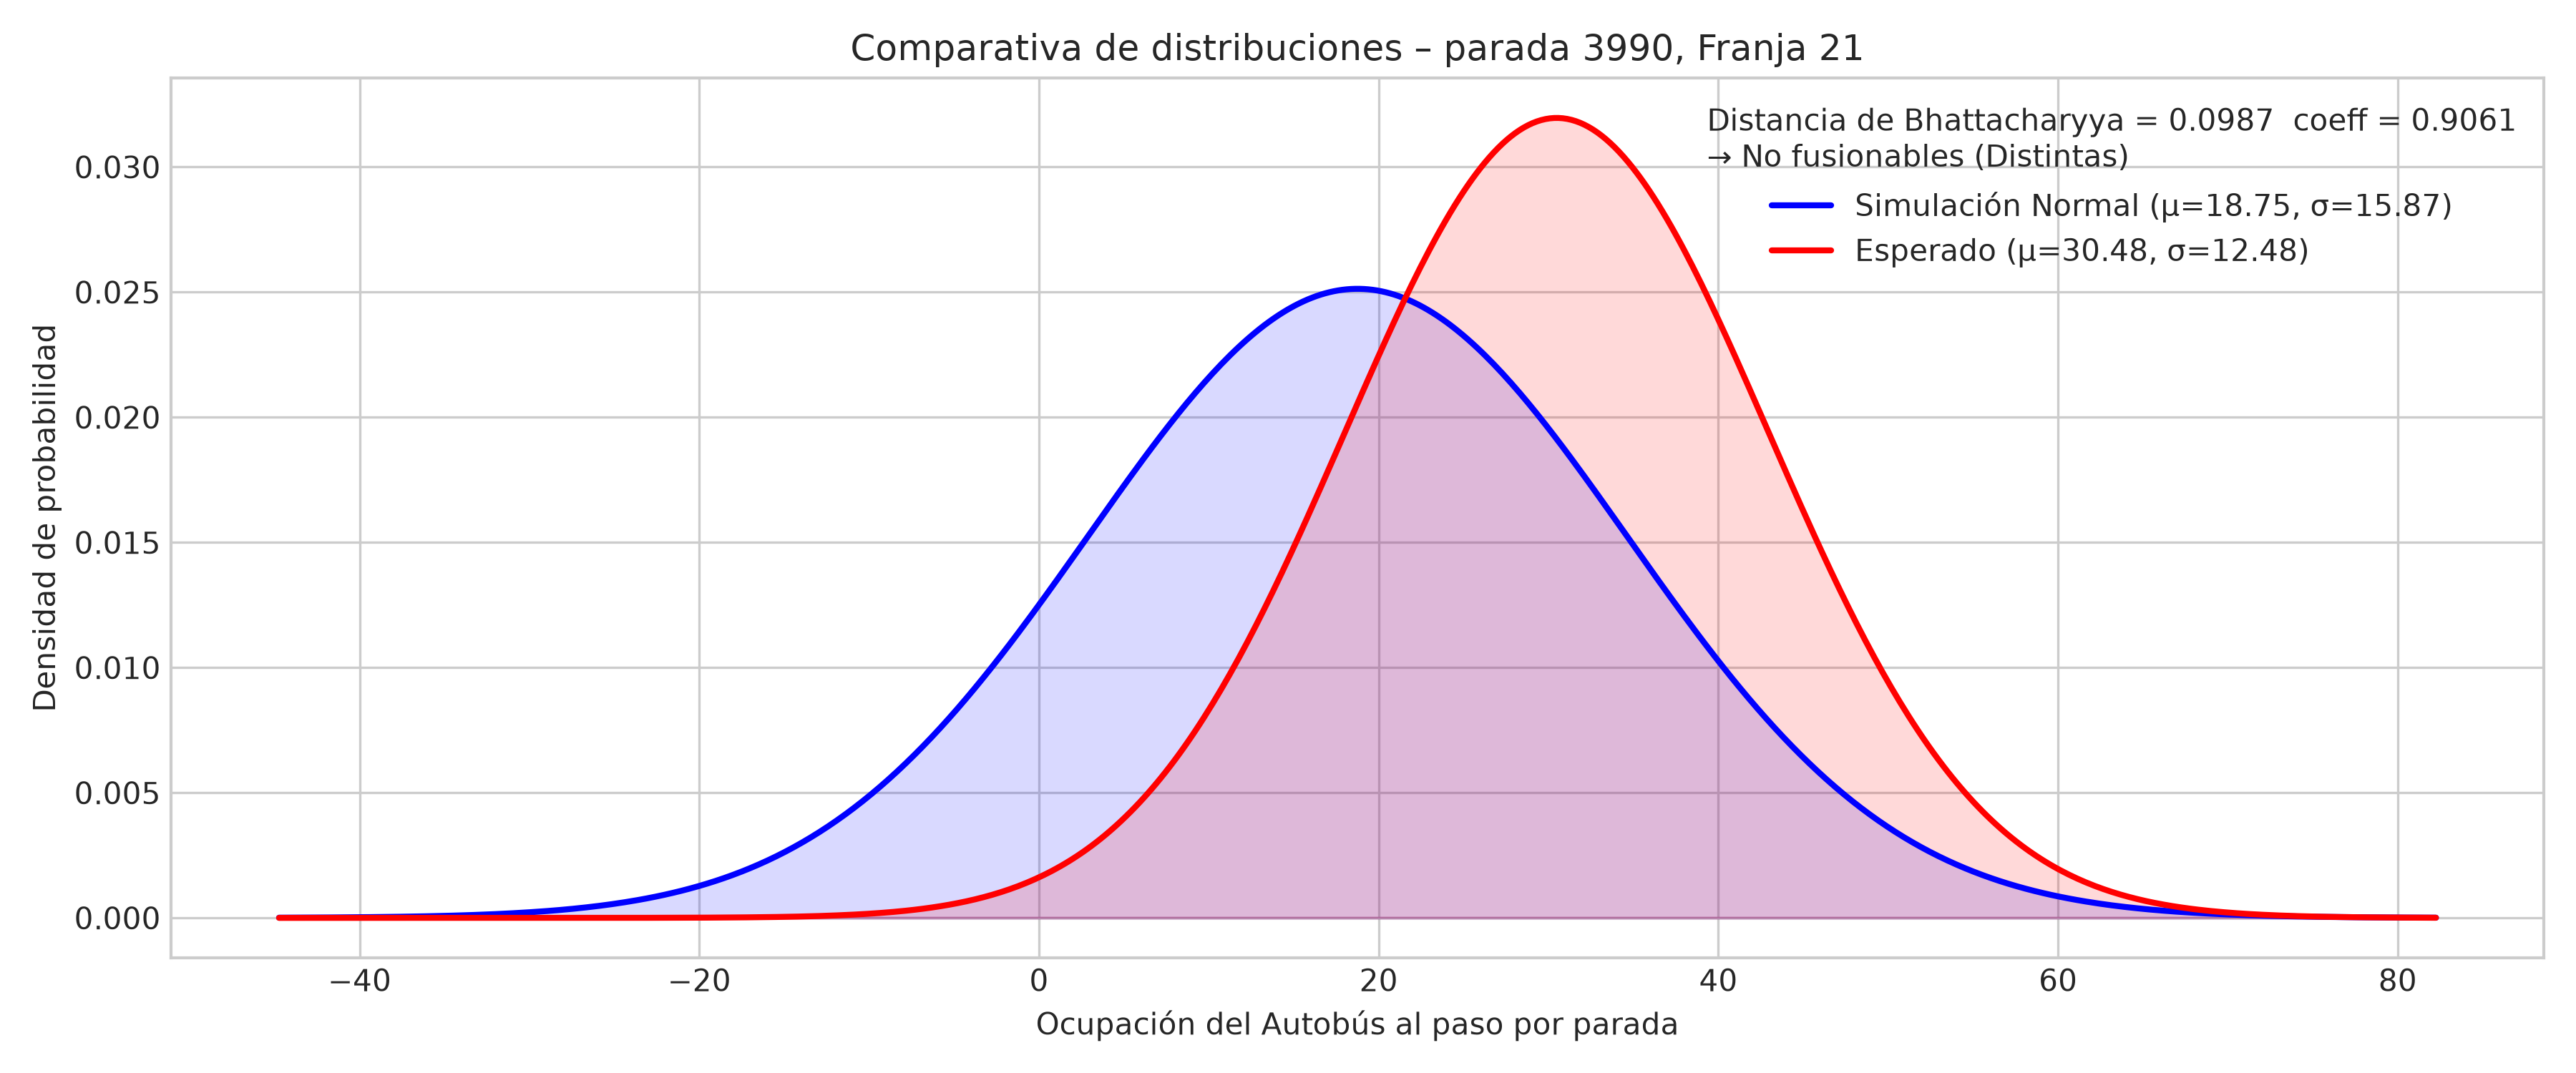 Comparativa de distribuciones – parada 3990, Franja 21
Distancia de Bhattacharyya = 0.0987  coeff = 0.9061
→ No fusionables (Distintas)
Simulación Normal (μ=18.75, σ=15.87)
Esperado (μ=30.48, σ=12.48)
Densidad de probabilidad
0.030
0.025
0.020
0.015
0.010
0.005
0.000
−40 −20 0 20 40 60 80
Ocupación del Autobús al paso por parada